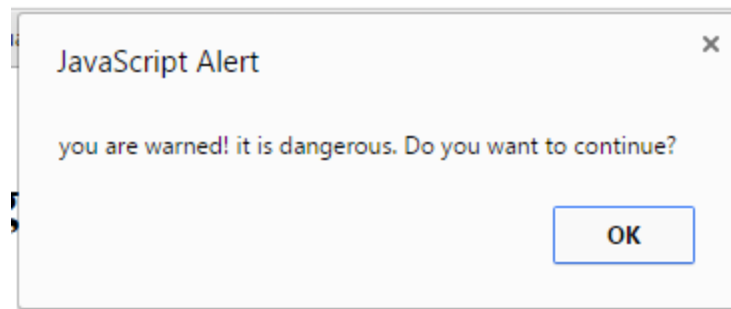 JavaScript Alert
you are warned! it is dangerous. Do you want to continue?
OK